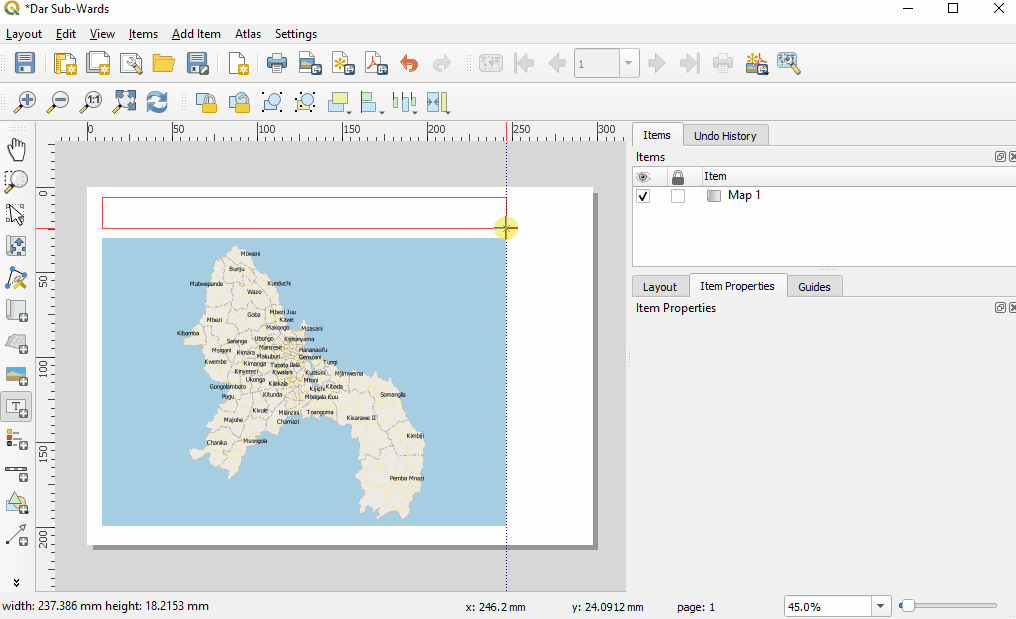 *Dar Sub-Wards
Layout Edit View Items Add Item Atlas Settings
1
1:1
0 50 100 150 200 250 300
Items Undo History
Items
Item
Map 1
Layout Item Properties Guides
Item Properties
0
50
100
150
200
Mbweni
Bunju
Mabwepande
Kunduchi
Wazo
Goba
Mbezi Juu
Mbezi
Kawe
Makongo
Msasani
Kibamba
Saranga
Ubungo
Kijitonyama
Manzese
Hananasifu
Msigani
Kimara
Makuburi
Gerezani
Kwembe
Kimanga
Tabata
Ilala
Tungi
Kinyerezi
Kiwalani
Kurasini
Mjimwema
Ukonga
Kilakala
Mtoni
Gongolamboto
Kijichi
Kibada
Pugu
Kitunda
Mbagala Kuu
Somangila
Kivule
Mianzini
Toangoma
Majohe
Chamazi
Kisarawe II
Chanika
Msongola
Kimbiji
Pemba Mnazi
T
width: 237.386 mm height: 18.2153 mm x: 246.2 mm y: 24.0912 mm page: 1 45.0%